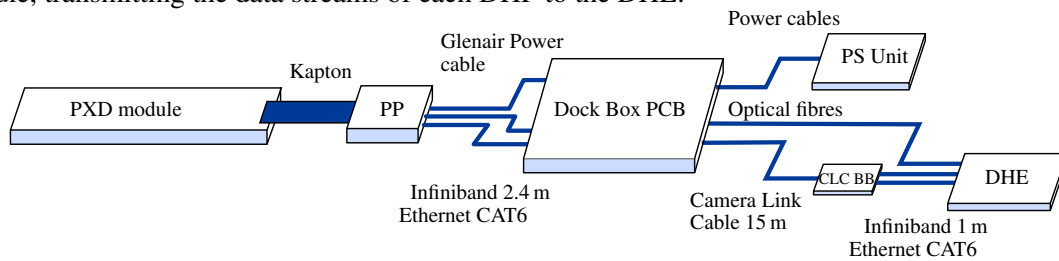 transmitting the data streams of each DHP to the DHE.
Power cables
Glenair Power
cable
PS Unit
Kapton
PXD module
PP
Dock Box PCB
Optical fibres
CLC BB
DHE
Infiniband 2.4 m
Ethernet CAT6
Camera Link
Cable 15 m
Infiniband 1 m
Ethernet CAT6